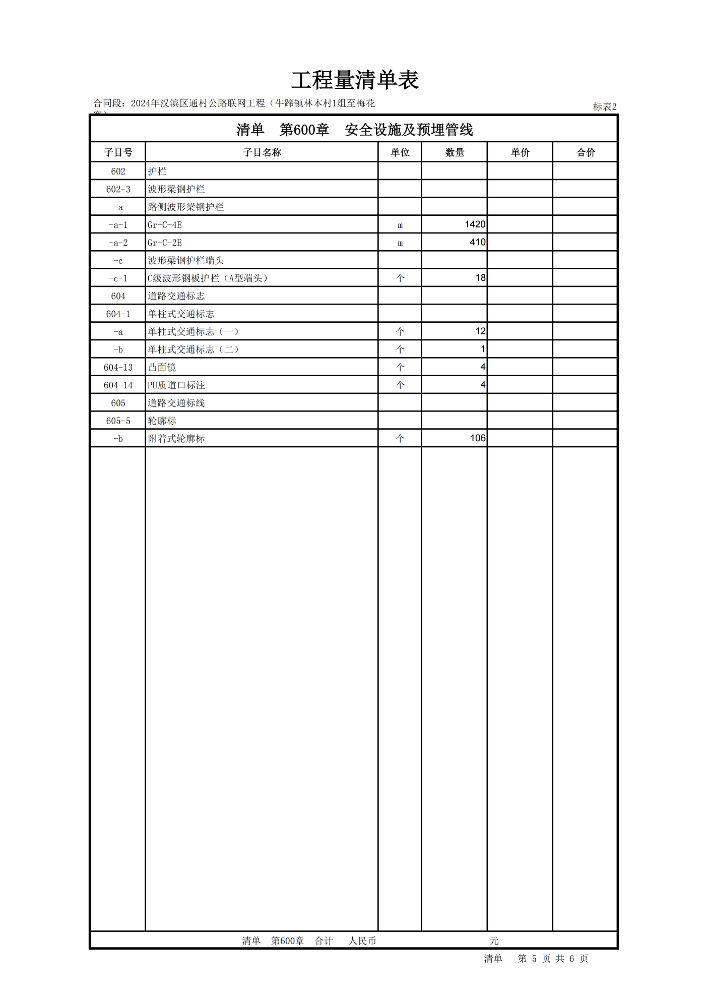 工程量清单表
合同段：2024年汉滨区通村公路联网工程（牛蹄镇林本村1组至梅花
标表2
清单 第600章 安全设施及预埋管线
子目号 子目名称 单位 数量 单价 合价
602 护栏
602-3 波形梁钢护栏
-a 路侧波形梁钢护栏
-a-1 Gr-C-4E m 1420
-a-2 Gr-C-2E m 410
-c 波形梁钢护栏端头
-c-1 C级波形钢板护栏（A型端头） 个 18
604 道路交通标志
604-1 单柱式交通标志
-a 单柱式交通标志（一） 个 12
-b 单柱式交通标志（二） 个 1
604-13 凸面镜 个 4
604-14 PU质道口标注 个 4
605 道路交通标线
605-5 轮廓标
-b 附着式轮廓标 个 106
清单 第600章 合计 人民币 元
清单 第 5 页 共 6 页